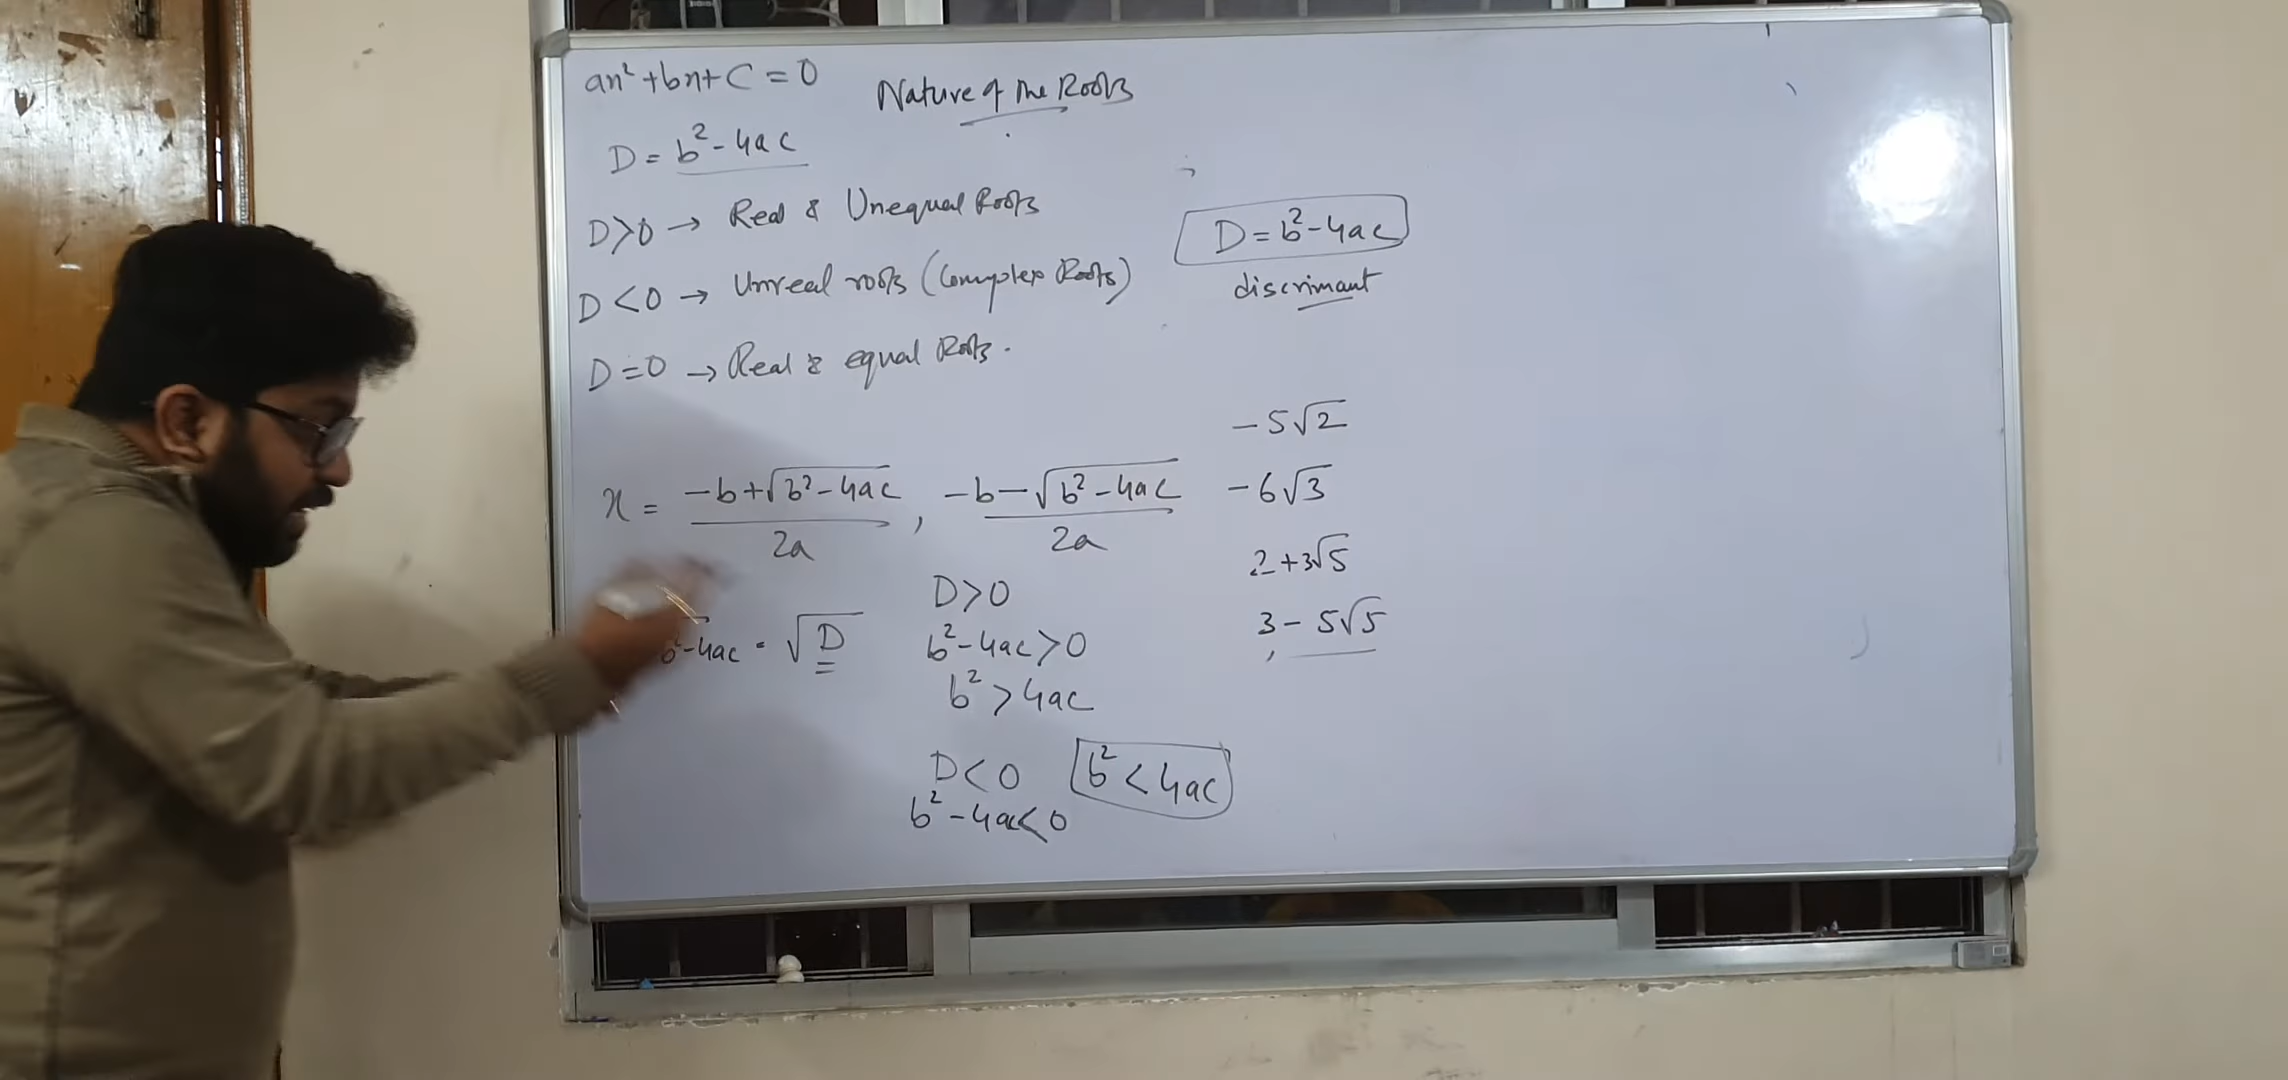 ax² + bx + c = 0
Nature of the Roots
D = b² - 4ac
D > 0 → Real & Unequal Roots
D = b² - 4ac
D < 0 → Unreal roots (Complex Roots)
discrimant
D = 0 → Real & equal Roots.
- 5√2
x = (-b + √(b² - 4ac))/2a , (-b - √(b² - 4ac))/2a
- 6√3
2 + 3√5
D > 0
3 - 5√5
b² - 4ac = √D
b² - 4ac > 0
b² > 4ac
D < 0
b² < 4ac
b² - 4ac < 0